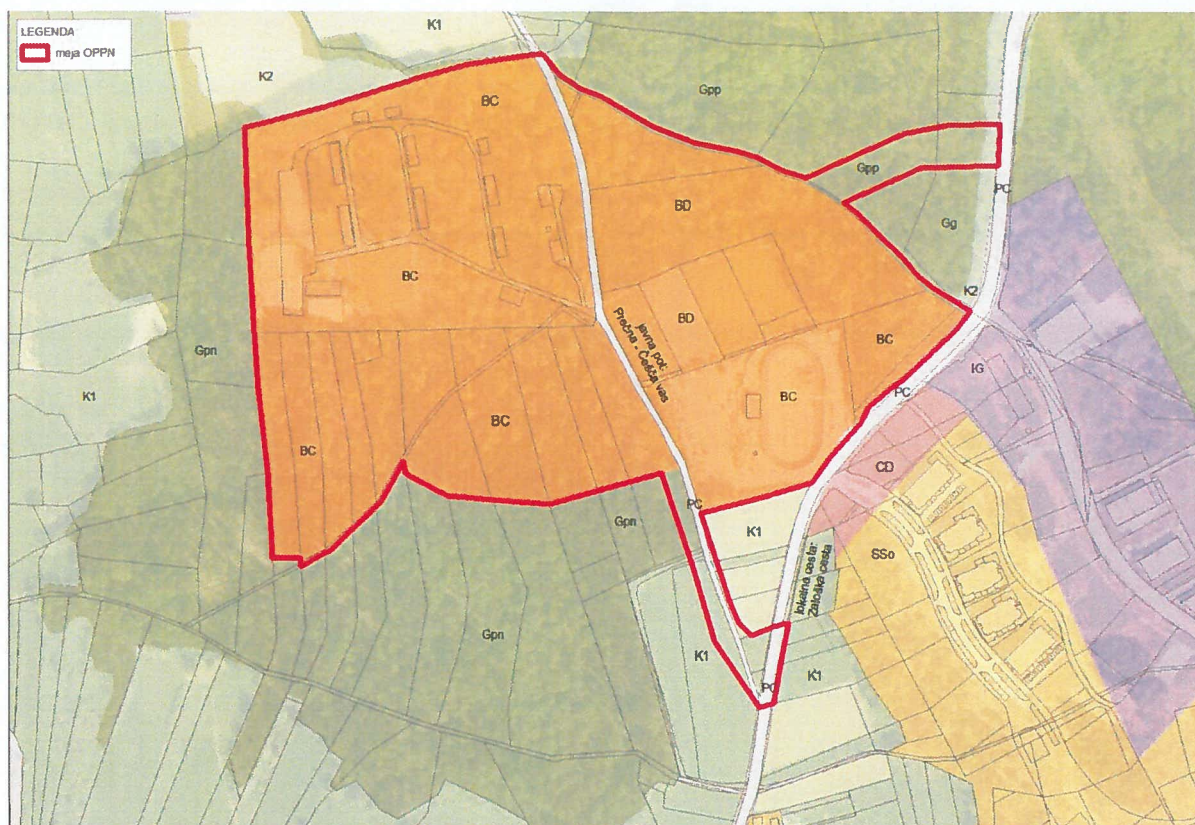 LEGENDA
meja OPPN
K1
K2
BC
Gpp
Gpp
PC
BD
Gg
BC
K2
Gpn
BD
javna pot:
Prečna - Češča vas
BC
IG
K1
PC
BC
BC
BC
CD
PC
Gpn
K1
SSo
lokalna cesta:
Zaloška cesta
Gpn
K1
K1
PC